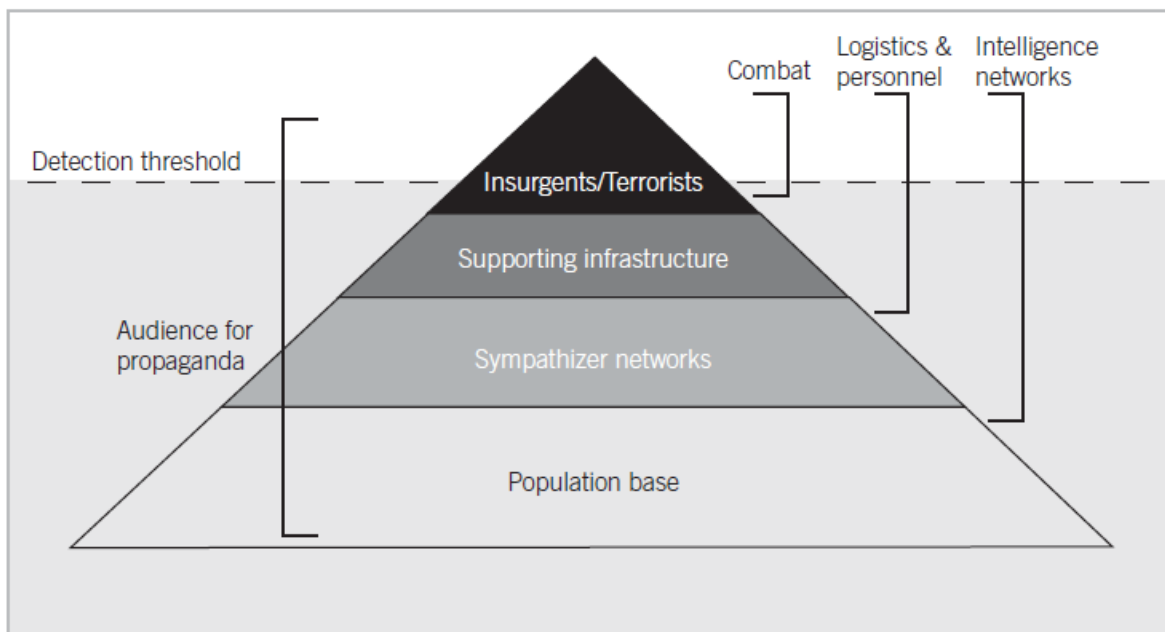 Combat
Logistics &
personnel
Intelligence
networks
Detection threshold
Insurgents/Terrorists
Supporting infrastructure
Audience for
propaganda
Sympathizer networks
Population base